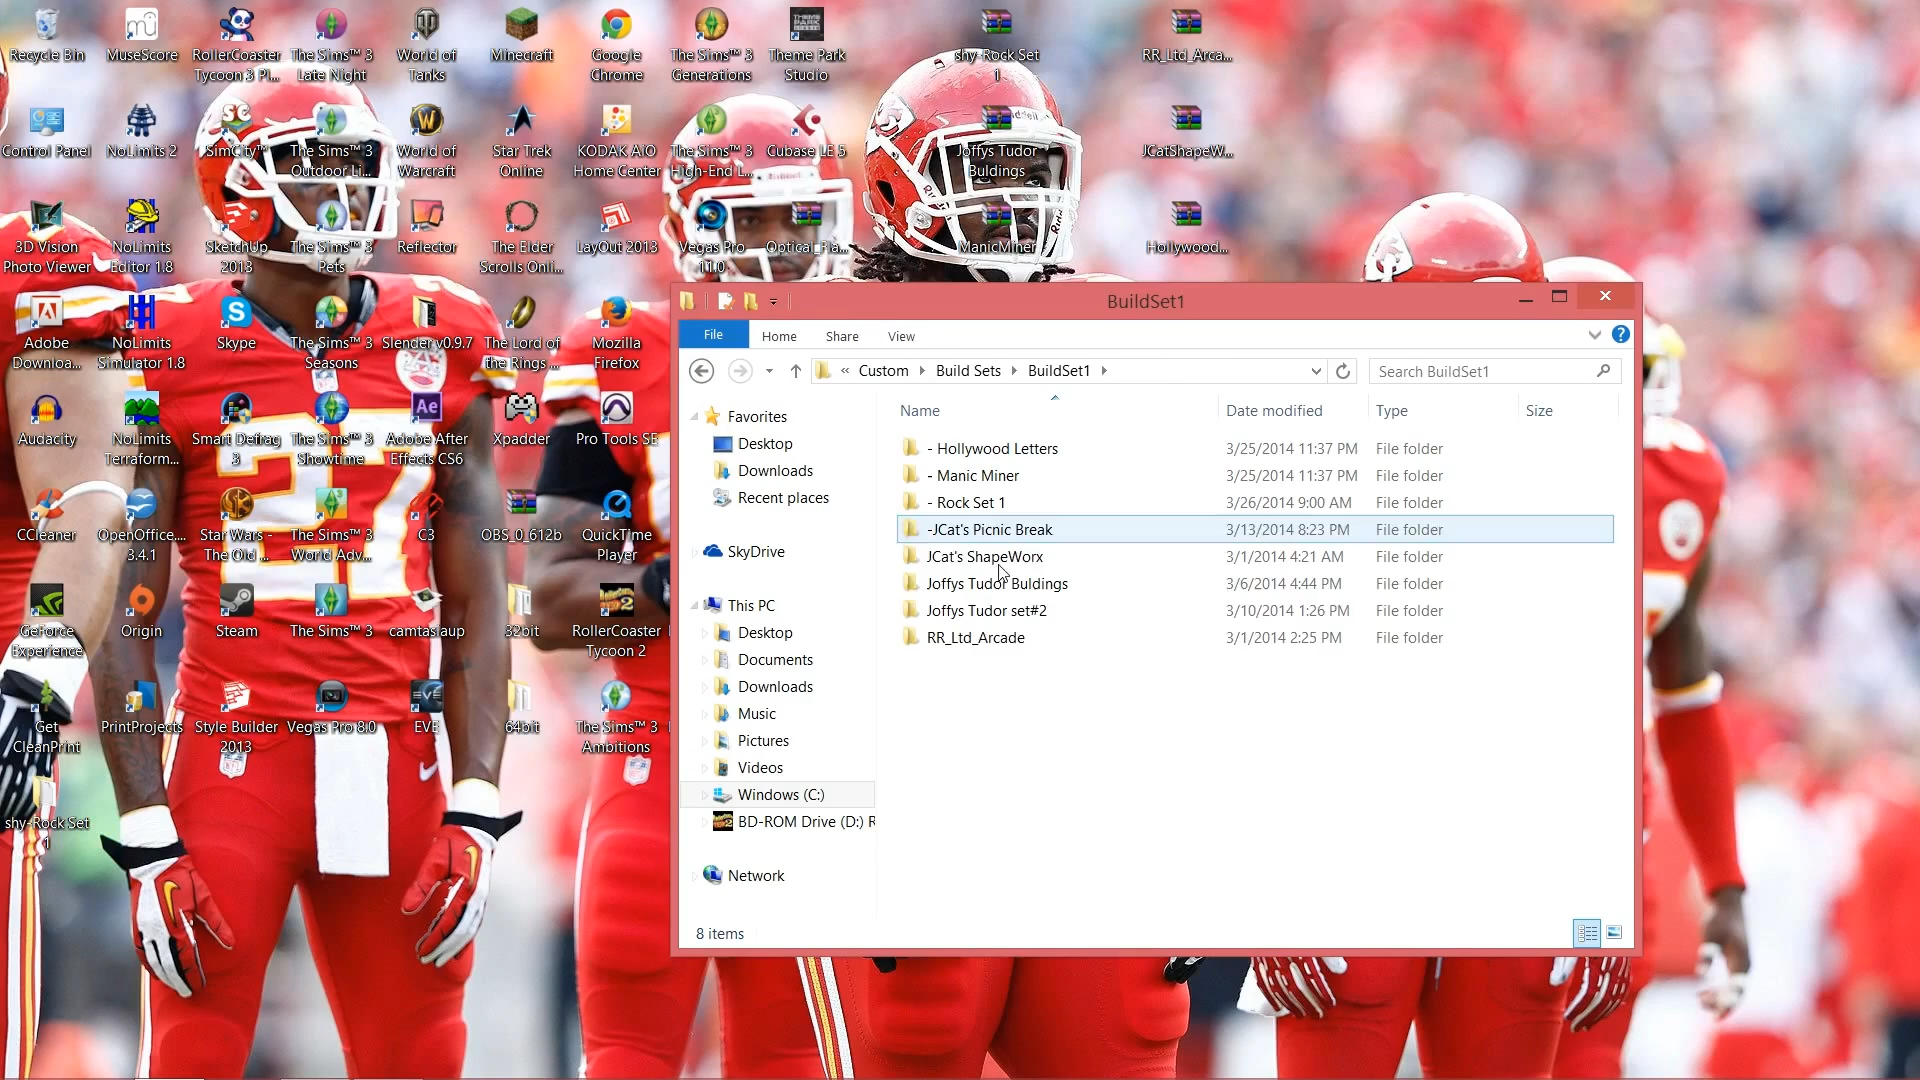 Recycle Bin
MuseScore
RollerCoaster
Tycoon 3 Pl...
The Sims™ 3
Late Night
World of
Tanks
Minecraft
Google
Chrome
The Sims™ 3
Generations
Theme Park
Studio
shy-Rock Set
1
RR_Ltd_Arca...
Control Panel
NoLimits 2
SimCity™
The Sims™ 3
Outdoor Li...
World of
Warcraft
Star Trek
Online
KODAK AiO
Home Center
The Sims™ 3
High-End L...
Cubase LE 5
Joffys Tudor
Buldings
JCatShapeW...
3D Vision
Photo Viewer
NoLimits
Editor 1.8
SketchUp
2013
The Sims™ 3
Pets
Reflector
The Elder
Scrolls Onli...
LayOut 2013
Vegas Pro
11.0
Optical_Fla...
ManicMiner
Hollywood...
Adobe
Downloa...
NoLimits
Simulator 1.8
Skype
The Sims™ 3
Seasons
Slender v0.9.7
The Lord of
the Rings ...
Mozilla
Firefox
Audacity
NoLimits
Terraform...
Smart Defrag
3
The Sims™ 3
Showtime
Adobe After
Effects CS6
Xpadder
Pro Tools SE
CCleaner
OpenOffice....
3.4.1
Star Wars -
The Old ...
The Sims™ 3
World Adv...
C3
OBS_0_612b
QuickTime
Player
GeForce
Experience
Origin
Steam
The Sims™ 3
camtasiaup
32bit
RollerCoaster
Tycoon 2
Get
CleanPrint
PrintProjects
Style Builder
2013
Vegas Pro 8.0
EVE
64bit
The Sims™ 3
Ambitions
shy-Rock Set
1
27
BuildSet1
File
Home
Share
View
« Custom
Build Sets
BuildSet1
Search BuildSet1
Name
Date modified
Type
Size
- Hollywood Letters 3/25/2014 11:37 PM File folder
- Manic Miner 3/25/2014 11:37 PM File folder
- Rock Set 1 3/26/2014 9:00 AM File folder
-JCat's Picnic Break 3/13/2014 8:23 PM File folder
JCat's ShapeWorx 3/1/2014 4:21 AM File folder
Joffys Tudor Buldings 3/6/2014 4:44 PM File folder
Joffys Tudor set#2 3/10/2014 1:26 PM File folder
RR_Ltd_Arcade 3/1/2014 2:25 PM File folder
Favorites
Desktop
Downloads
Recent places
SkyDrive
This PC
Desktop
Documents
Downloads
Music
Pictures
Videos
Windows (C:)
BD-ROM Drive (D:) R
Network
8 items